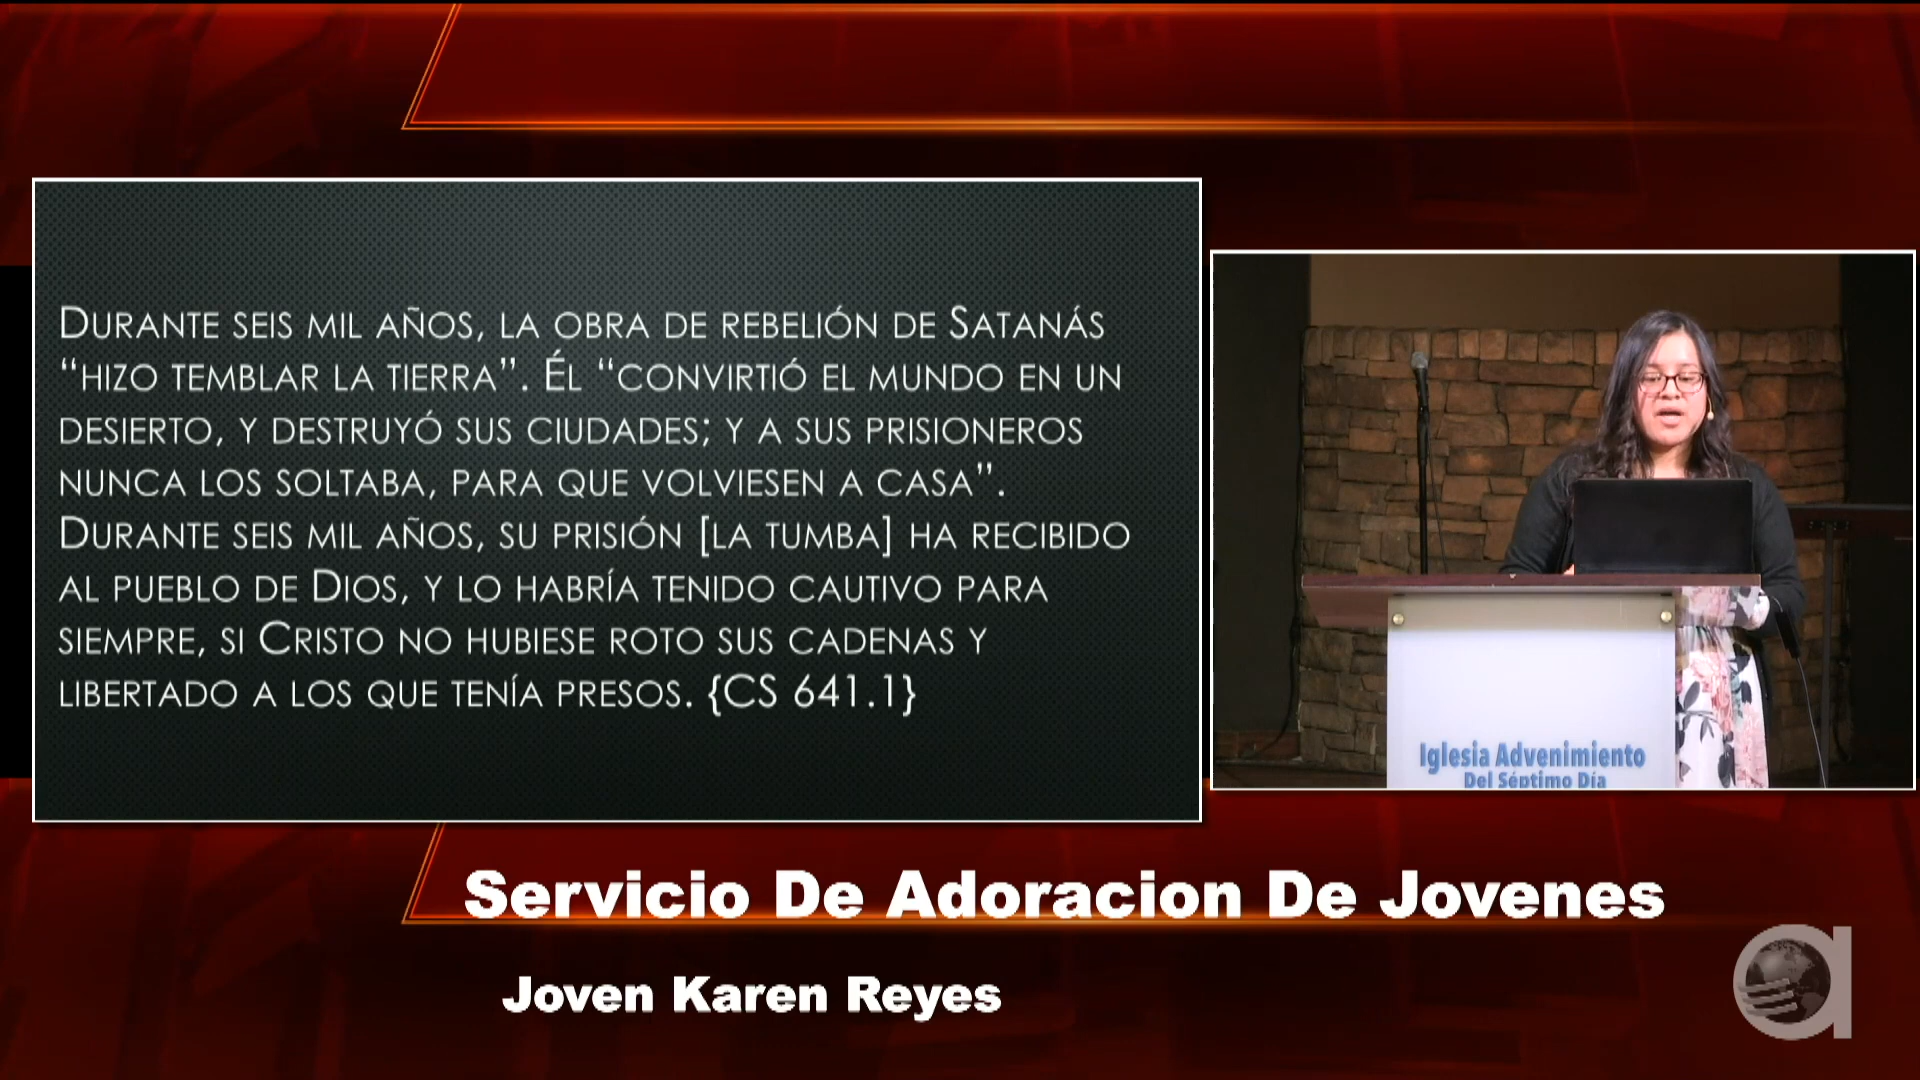 Durante seis mil años, la obra de rebelión de Satanás
“hizo temblar la tierra”. Él “convirtió el mundo en un
desierto, y destruyó sus ciudades; y a sus prisioneros
nunca los soltaba, para que volviesen a casa”.
Durante seis mil años, su prisión [la tumba] ha recibido
al pueblo de Dios, y lo habría tenido cautivo para
siempre, si Cristo no hubiese roto sus cadenas y
libertado a los que tenía presos. {CS 641.1}
Iglesia Advenimiento
Del Séptimo Día
Servicio De Adoracion De Jovenes
Joven Karen Reyes